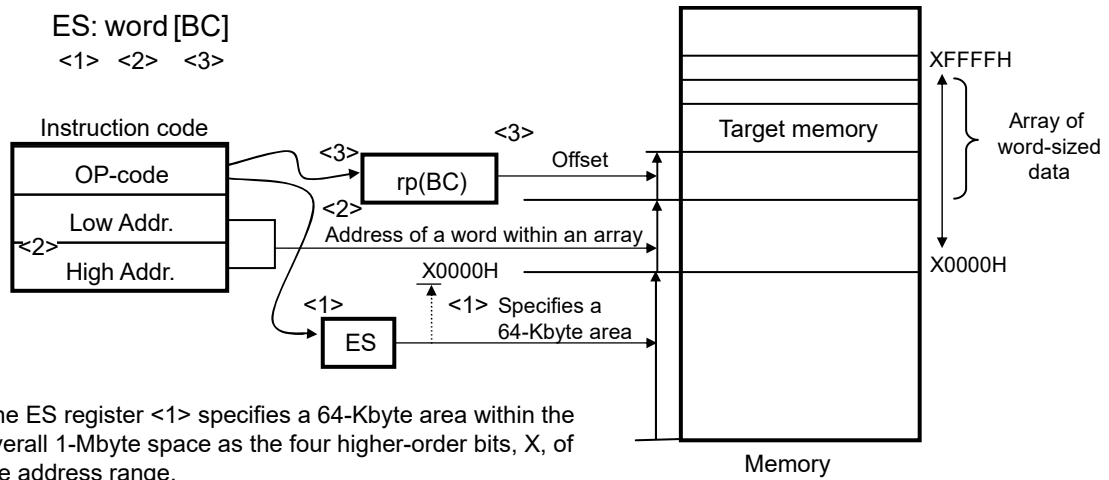 ES: word [BC]
<1> <2> <3>
Instruction code
OP-code
Low Addr.
<2>
High Addr.
<3>
rp(BC)
<3>
Offset
<2>
Address of a word within an array
X0000H
<1>
ES
<1> Specifies a
64-Kbyte area
XFFFFH
Target memory
Array of
word-sized
data
X0000H
Memory
ES register <1> specifies a 64-Kbyte area within the
1-Mbyte space as the four higher-order bits, X, of
address range.